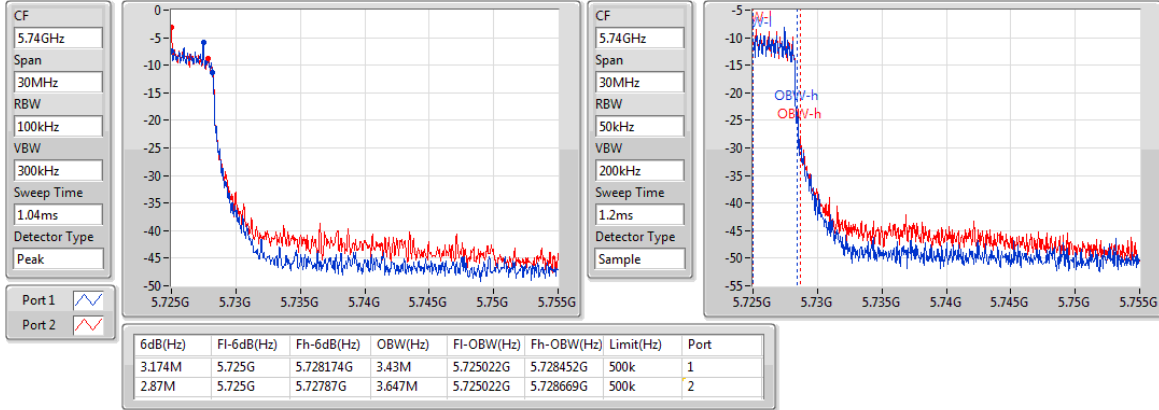 CF
5.74GHz
Span
30MHz
RBW
100kHz
VBW
300kHz
Sweep Time
1.04ms
Detector Type
Peak
Port 1
Port 2
0
-5
-10
-15
-20
-25
-30
-35
-40
-45
-50
5.725G 5.73G 5.735G 5.74G 5.745G 5.75G 5.755G
CF
5.74GHz
Span
30MHz
RBW
50kHz
VBW
200kHz
Sweep Time
1.2ms
Detector Type
Sample
-5
-10
-15
-20
-25
-30
-35
-40
-45
-50
-55
OBW-h
OBW-h
5.725G 5.73G 5.735G 5.74G 5.745G 5.75G 5.755G
6dB(Hz) Fl-6dB(Hz) Fh-6dB(Hz) OBW(Hz) Fl-OBW(Hz) Fh-OBW(Hz) Limit(Hz) Port
3.174M 5.725G 5.728174G 3.43M 5.725022G 5.728452G 500k 1
2.87M 5.725G 5.72787G 3.647M 5.725022G 5.728669G 500k 2